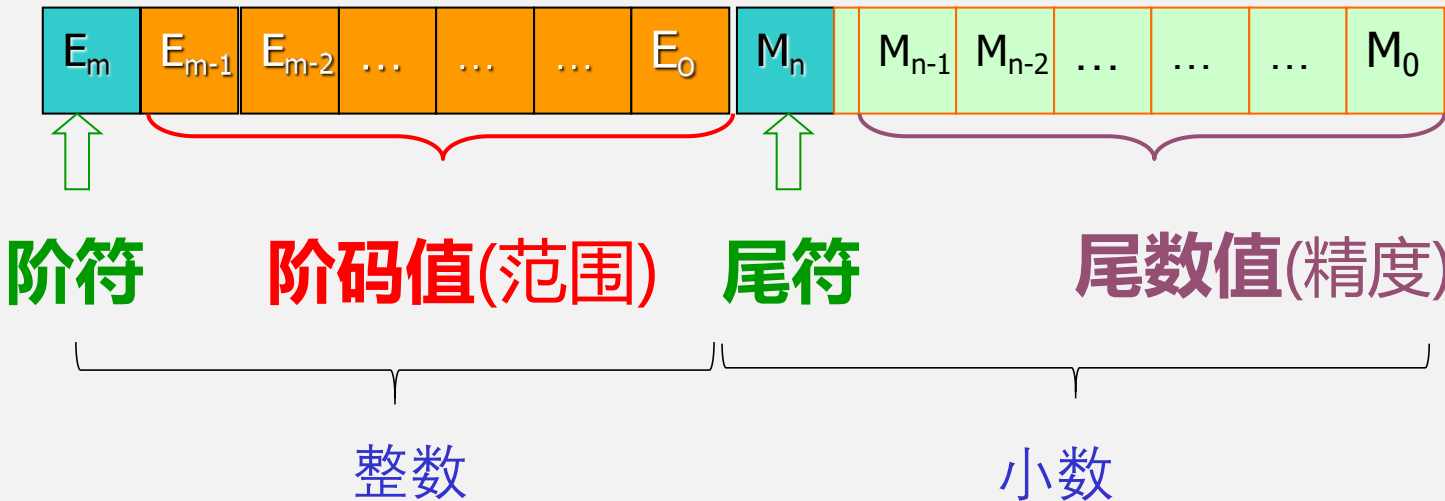 Em Em-1 Em-2 ... ... ... E0 Mn Mn-1 Mn-2 ... ... ... M0
阶符 阶码值(范围) 尾符 尾数值(精度)
整数 小数